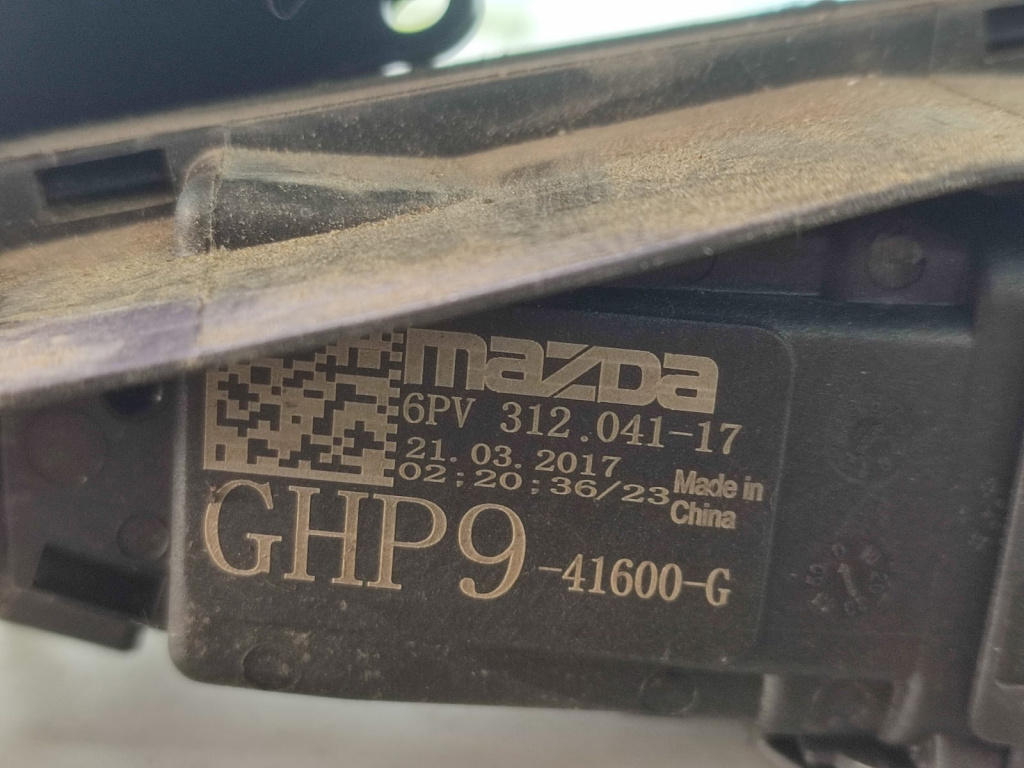 mazda
6PV 312.041-17
21.03.2017
02;20;36/23
Made in
China
GHP9-41600-G